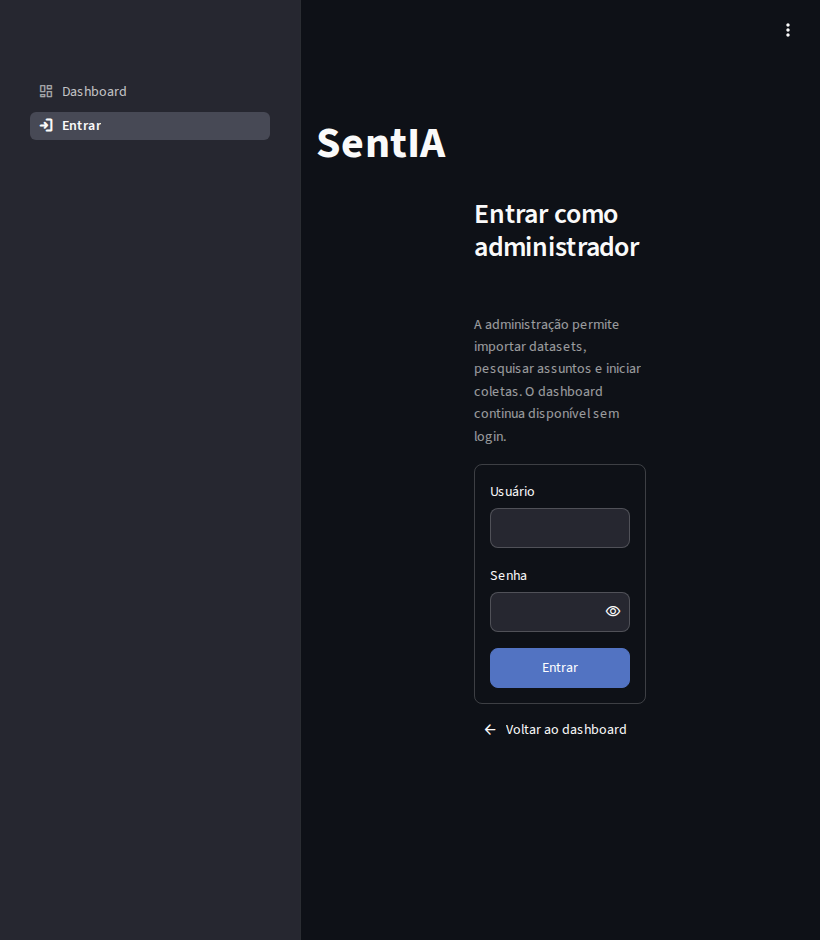 Dashboard
Entrar
SentIA
Entrar como
administrador
A administração permite
importar datasets,
pesquisar assuntos e iniciar
coletas. O dashboard
continua disponível sem
login.
Usuário
Senha
Entrar
Voltar ao dashboard